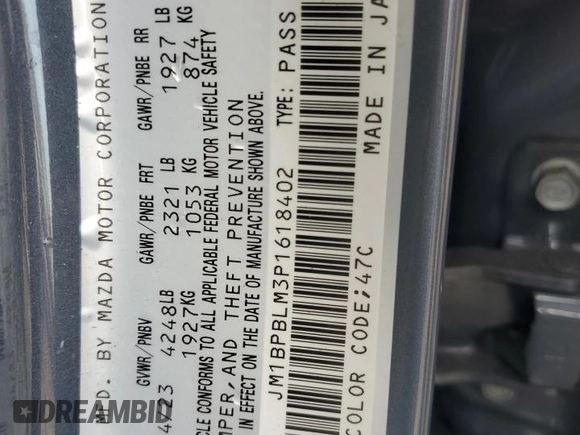 MFD. BY MAZDA MOTOR CORPORATION
GVWR/PNBV GAWR/PNBE FRT GAWR/PNBE RR
4248LB 2321 LB 1927 LB
1927KG 1053 KG 874 KG
CONFORMS TO ALL APPLICABLE FEDERAL MOTOR VEHICLE SAFETY
AND THEFT PREVENTION
IN EFFECT ON THE DATE OF MANUFACTURE SHOWN ABOVE.
JM1BPBLM3P1618402 TYPE: PASS
COLOR CODE;47C MADE IN JA
DREAMBID